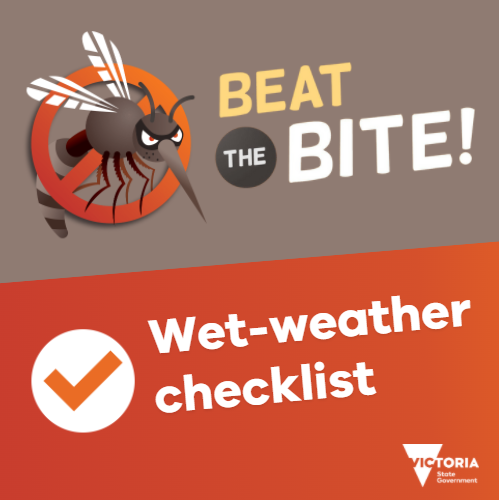 BEAT
THE BITE!
Wet-weather
checklist
VICTORIA
State
Government